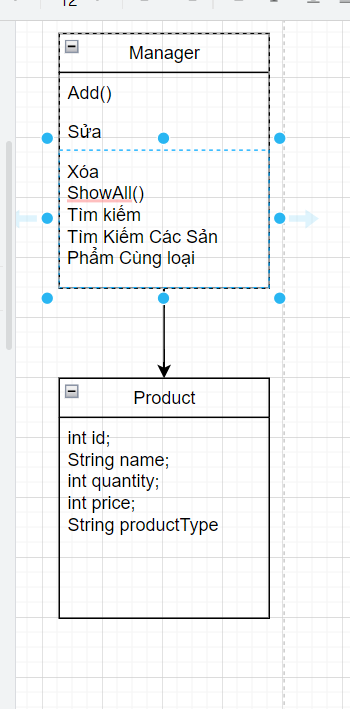 12
Manager
Add()
Sửa
Xóa
ShowAll()
Tìm kiếm
Tìm Kiếm Các Sản
Phẩm Cùng loại
Product
int id;
String name;
int quantity;
int price;
String productType